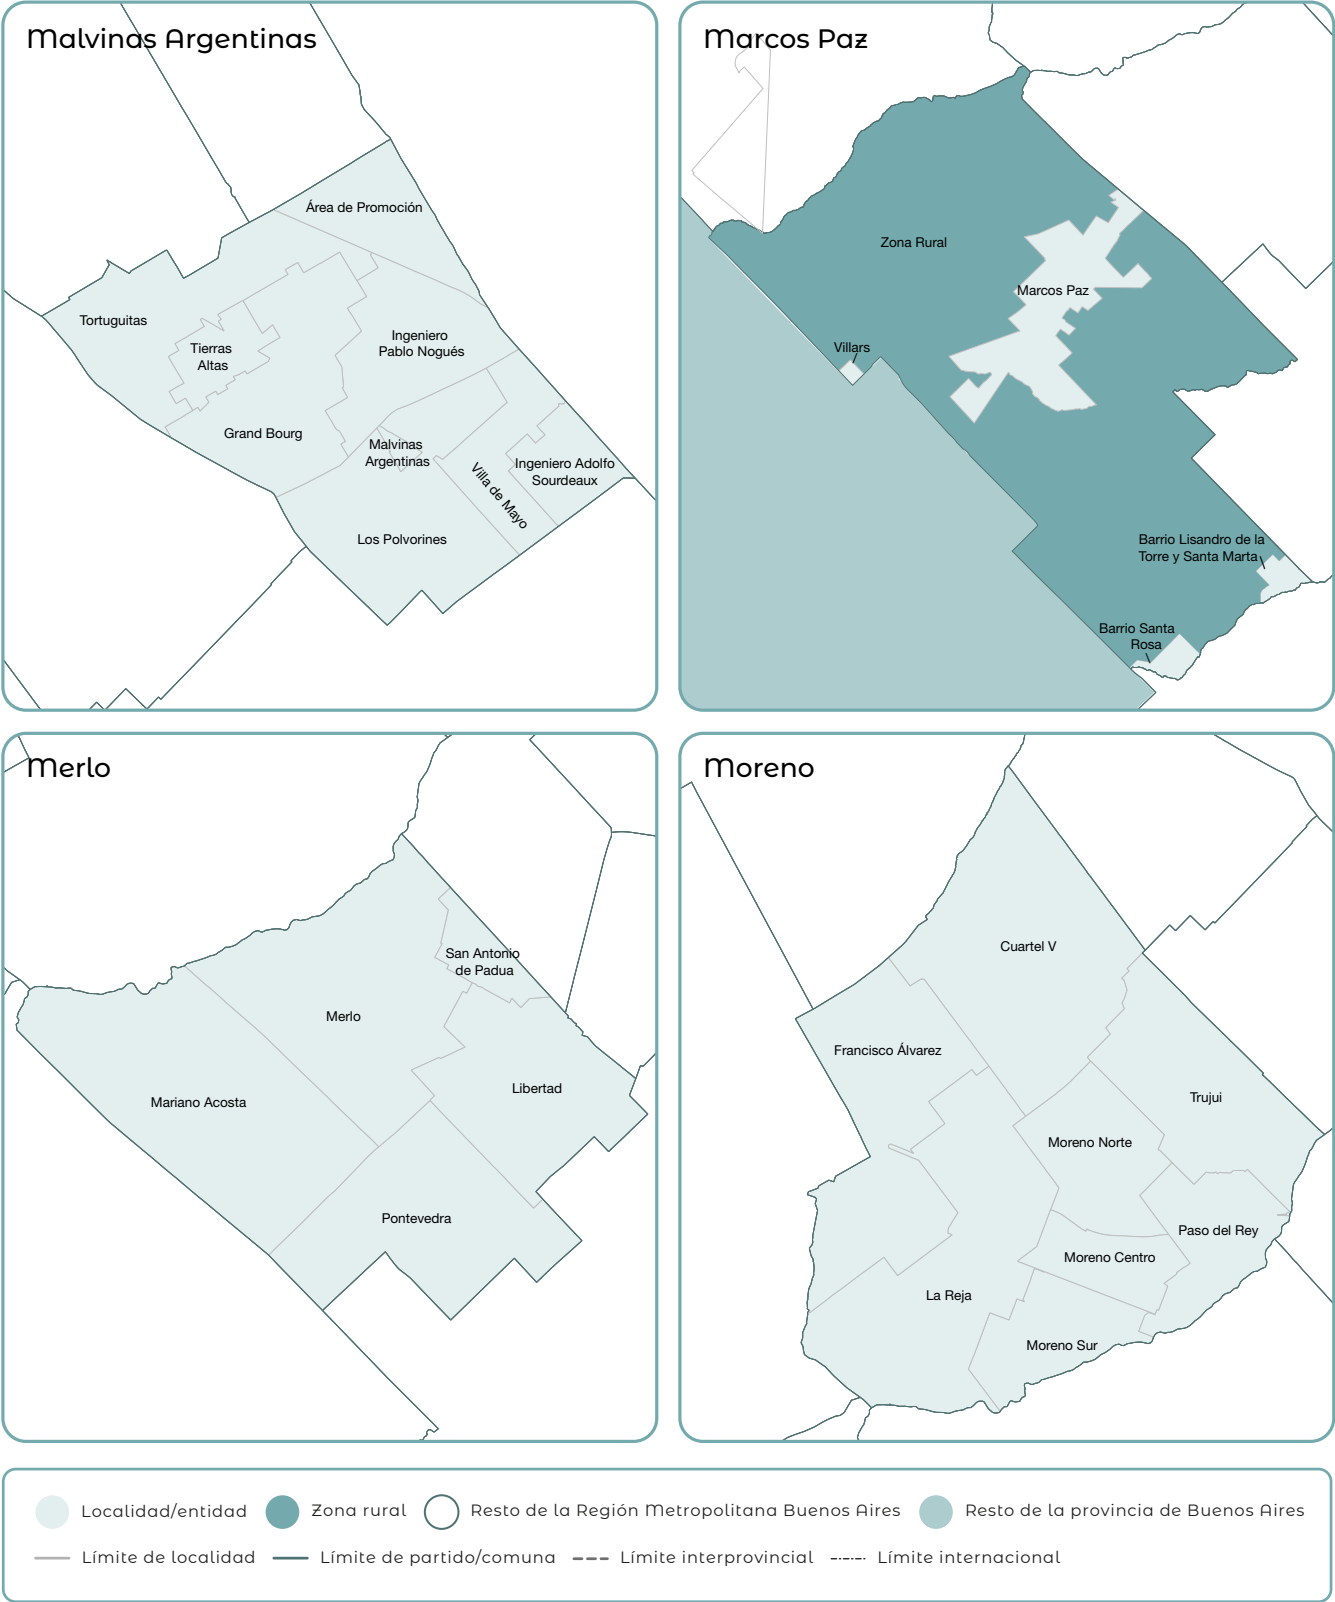 Malvinas Argentinas
Área de Promoción
Tortuguitas
Tierras
Altas
Ingeniero
Pablo Nogués
Grand Bourg
Malvinas
Argentinas
Villa de Mayo
Ingeniero Adolfo
Sourdeaux
Los Polvorines
Marcos Paz
Zona Rural
Marcos Paz
Villars
Barrio Lisandro de la
Torre y Santa Marta
Barrio Santa
Rosa
Merlo
San Antonio
de Padua
Merlo
Libertad
Mariano Acosta
Pontevedra
Moreno
Cuartel V
Francisco Álvarez
Trujui
Moreno Norte
Paso del Rey
Moreno Centro
La Reja
Moreno Sur
Localidad/entidad
Zona rural
Resto de la Región Metropolitana Buenos Aires
Resto de la provincia de Buenos Aires
Límite de localidad
Límite de partido/comuna
Límite interprovincial
Límite internacional